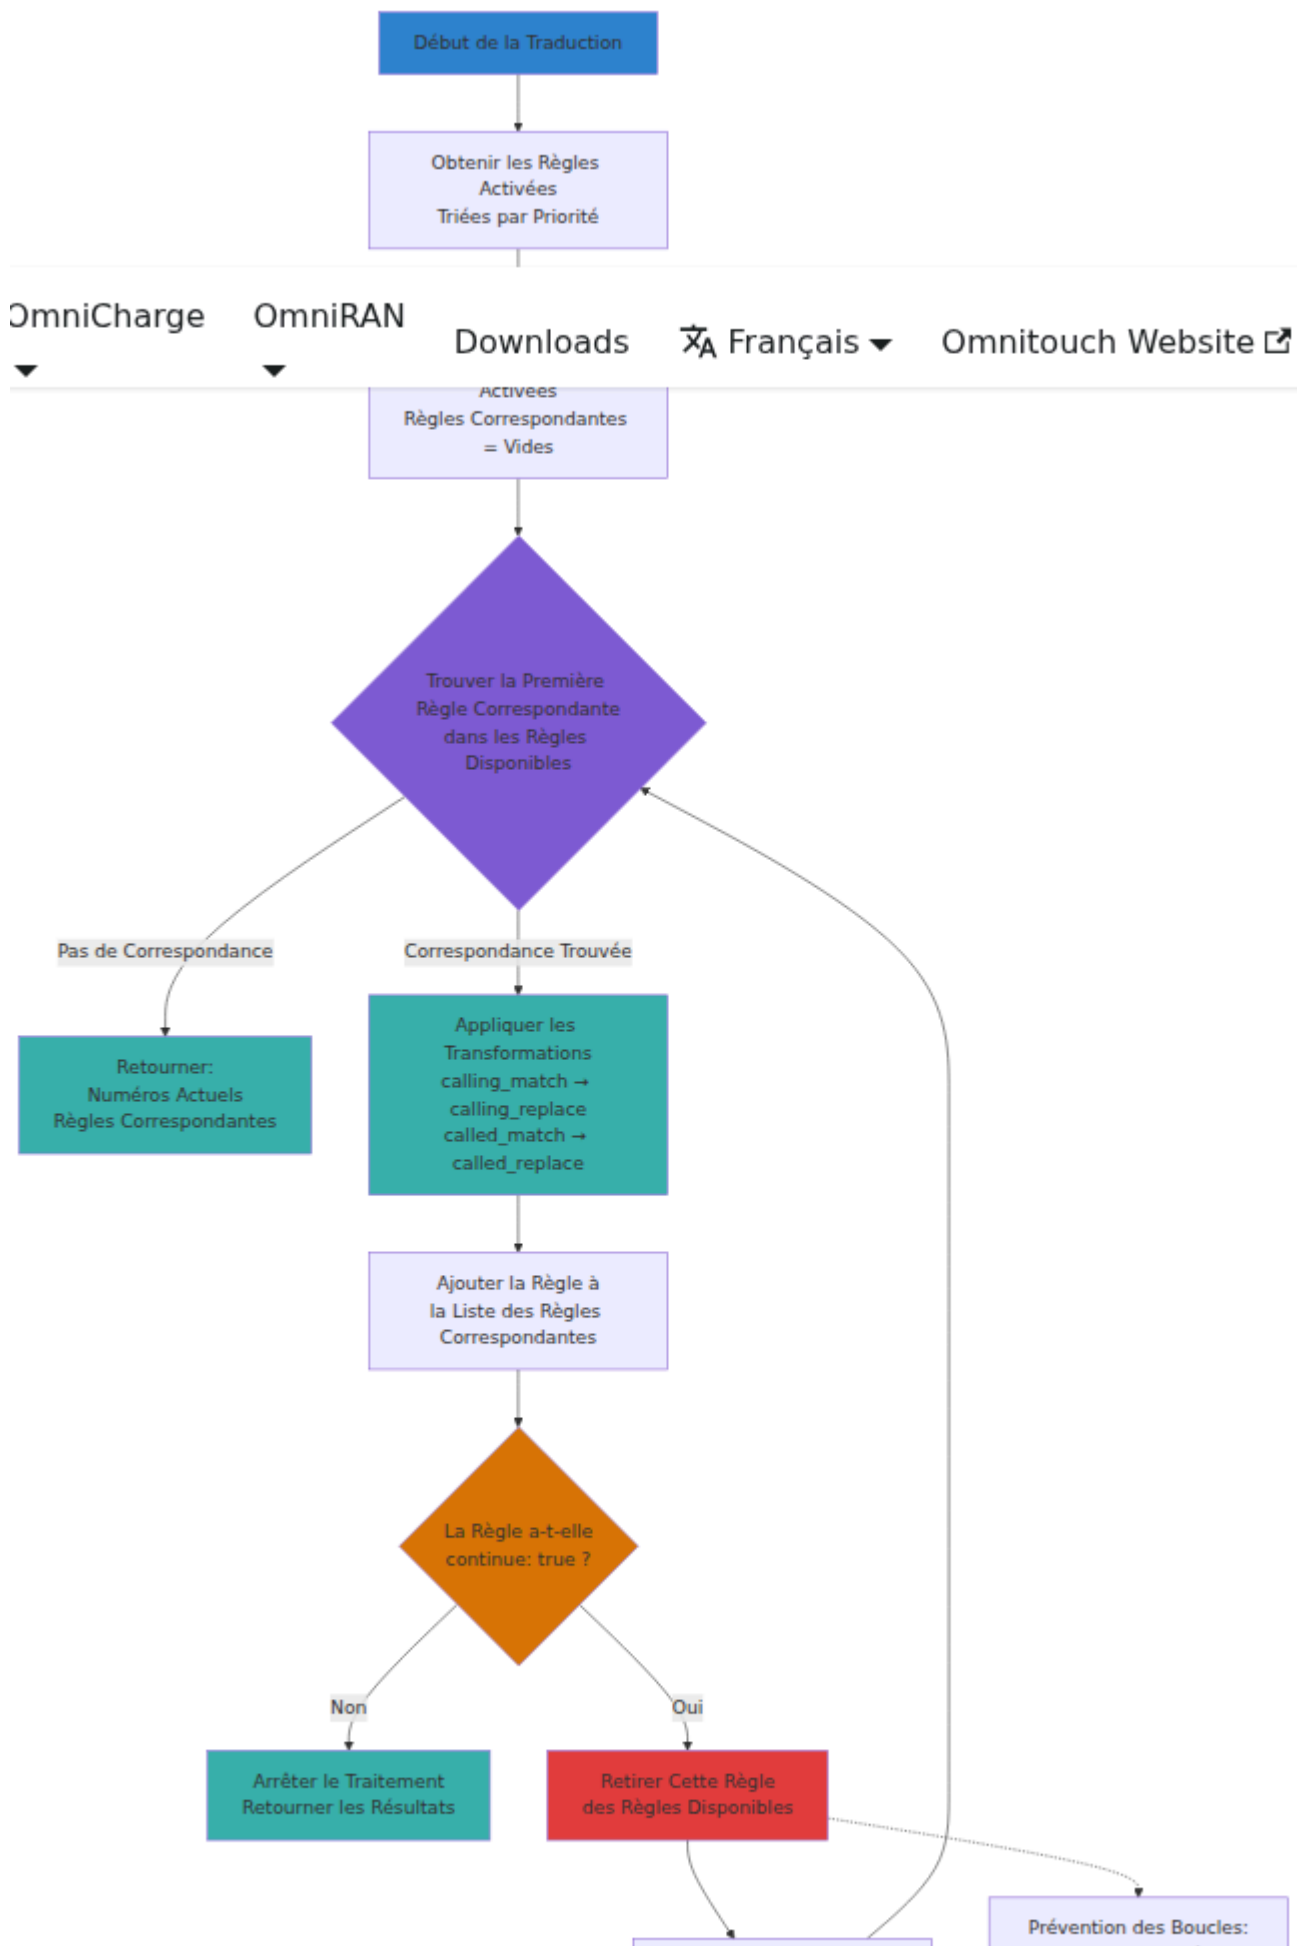 Début de la Traduction
Obtenir les Règles
Activées
Triées par Priorité
OmniCharge
OmniRAN
Downloads
Français
Omnitouch Website
Activées
Règles Correspondantes
= Vides
Trouver la Première
Règle Correspondante
dans les Règles
Disponibles
Pas de Correspondance
Correspondance Trouvée
Retourner:
Numéros Actuels
Règles Correspondantes
Appliquer les
Transformations
calling_match →
calling_replace
called_match →
called_replace
Ajouter la Règle à
la Liste des Règles
Correspondantes
La Règle a-t-elle
continue: true ?
Non
Oui
Arrêter le Traitement
Retourner les Résultats
Retirer Cette Règle
des Règles Disponibles
Prévention des Boucles: